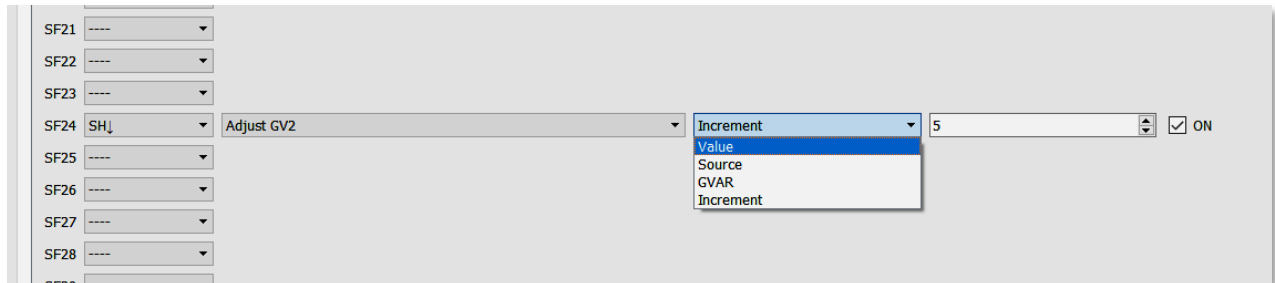 SF21 ----
SF22 ----
SF23 ----
SF24 SH↓ Adjust GV2 Increment 5 ON
Value
SF25 ----
Source
SF26 ----
GVAR
Increment
SF27 ----
SF28 ----